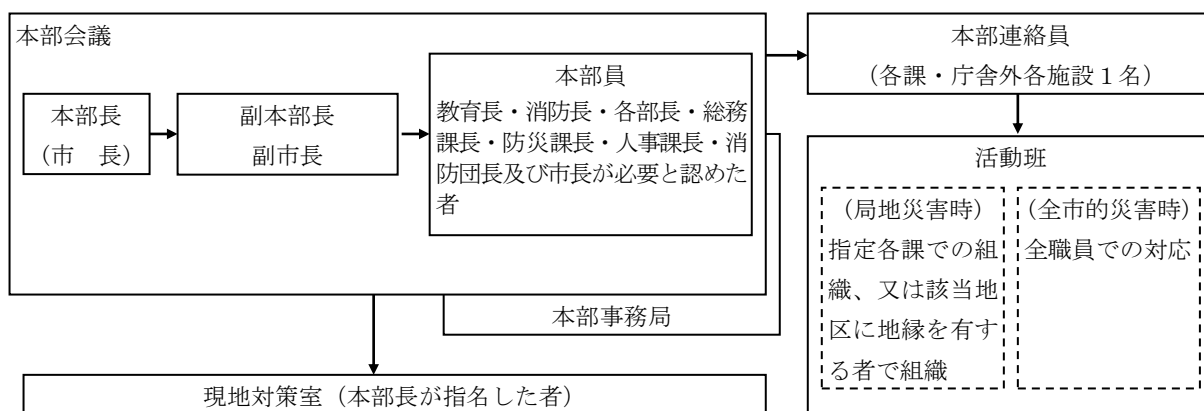 本部会議
本部長
(市　長)
副本部長
副市長
本部員
教育長・消防長・各部長・総務
課長・防災課長・人事課長・消
防団長及び市長が必要と認めた
者
本部事務局
現地対策室（本部長が指名した者）
本部連絡員
（各課・庁舎外各施設１名）
活動班
（局地災害時）
指定各課での組
織、又は該当地
区に地縁を有す
る者で組織
(全市的災害時)
全職員での対応